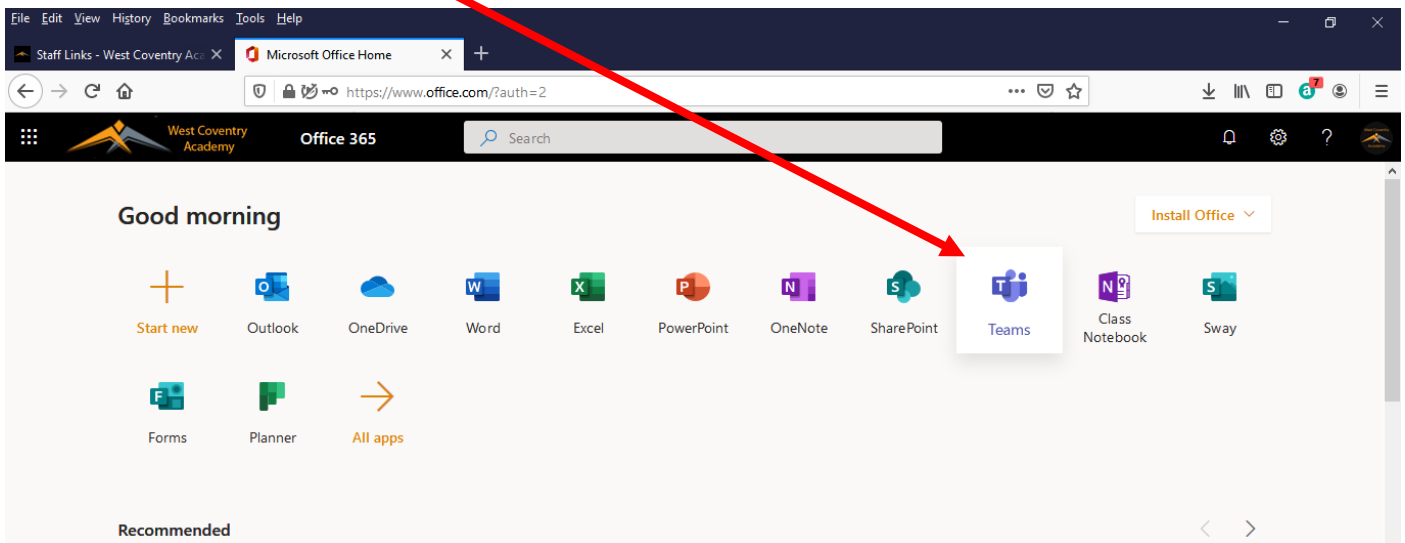 File Edit View History Bookmarks Tools Help
Staff Links - West Coventry Aca
Microsoft Office Home
https://www.office.com/?auth=2
7
West Coventry
Academy
Office 365
Search
Good morning
Install Office
Start new
Outlook
OneDrive
Word
Excel
PowerPoint
OneNote
SharePoint
Teams
Class
Notebook
Sway
Forms
Planner
All apps
Recommended